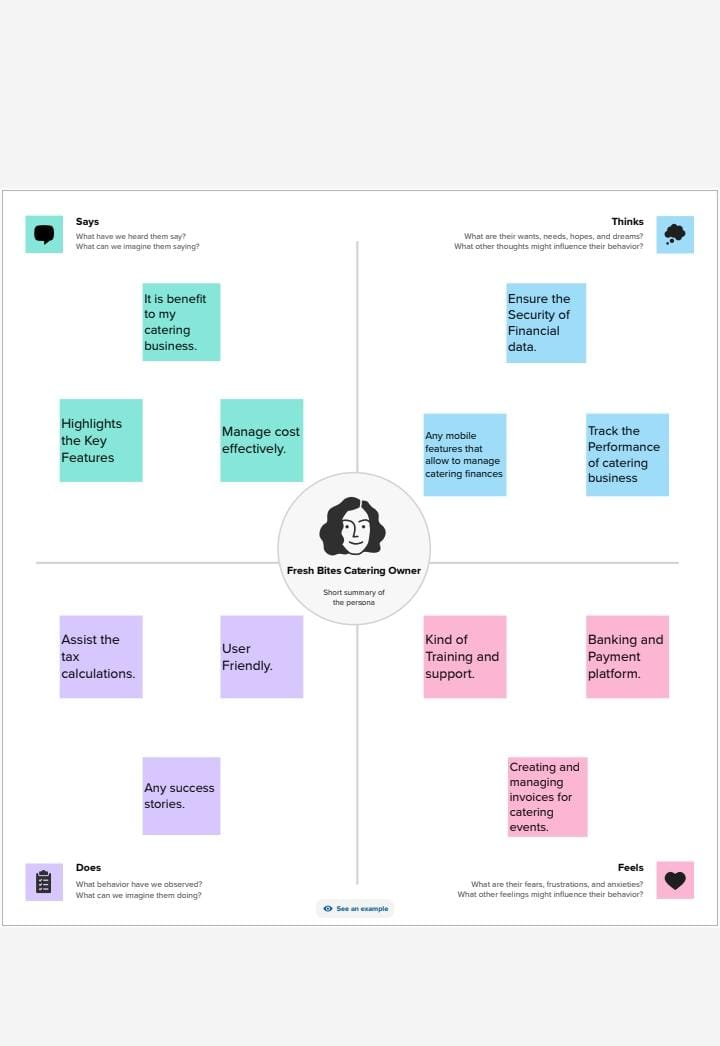 Says
What have we heard them say?
What can we imagine them saying?
Thinks
What are their wants, needs, hopes, and dreams?
What other thoughts might influence their behavior?
It is benefit
to my
catering
business.
Ensure the
Security of
Financial
data.
Highlights
the Key
Features
Manage cost
effectively.
Any mobile
features that
allow to manage
catering finances
Track the
Performance
of catering
business
Fresh Bites Catering Owner
Short summary of
the persona
Assist the
tax
calculations.
User
Friendly.
Kind of
Training and
support.
Banking and
Payment
platform.
Any success
stories.
Creating and
managing
invoices for
catering
events.
Does
What behavior have we observed?
What can we imagine them doing?
Feels
What are their fears, frustrations, and anxieties?
What other feelings might influence their behavior?
See an example